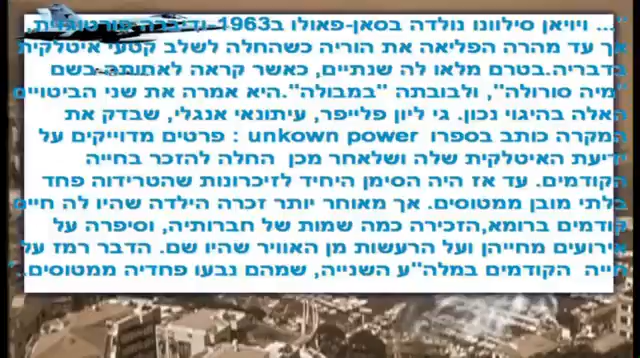 "... ויויאן סילוונו נולדה בסאן-פאולו ב1963-ודיברה פורטוגזית,
אך עד מהרה הפליאה את הוריה כשהחלה לשלב קטעי איטלקית
בדבריה.בטרם מלאו לה שנתיים, כאשר קראה לאחותה בשם
"מיה סורולה", ולבובתה "במבולה".היא אמרה את שני הביטויים
האלה בהיגוי נכון. גי ליון פלייפר, עיתונאי אנגלי, שבדק את
המקרה כותב בספרו unkown power : פרטים מדוייקים על
ידיעת האיטלקית שלה ושלאחר מכן החלה להזכר בחייה
הקודמים. עד אז היה הסימן היחיד לזיכרונות שהטרידוה פחד
בלתי מובן ממטוסים. אך מאוחר יותר זכרה הילדה שהיו לה חיים
קודמים ברומא,הזכירה כמה שמות של חברותיה, וסיפרה על
אירועים מחייהן ועל הרעשות מן האוויר שהיו שם. הדבר רמז על
חייה הקודמים במלה"ע השנייה, שמהם נבעו פחדיה ממטוסים.."